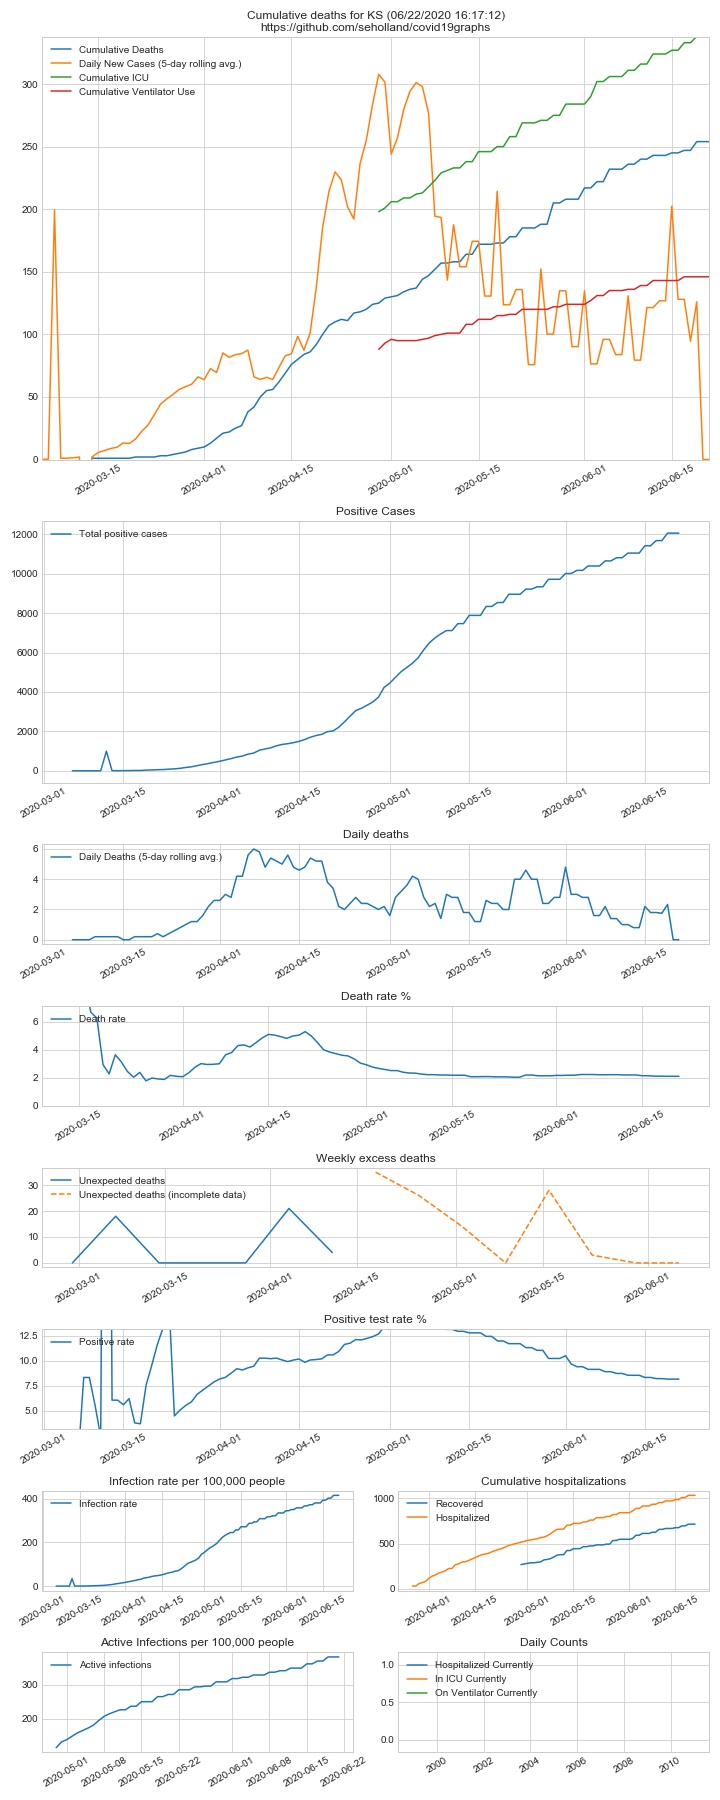 Cumulative deaths for KS (06/22/2020 16:17:12)
https://github.com/seholland/covid19graphs
Cumulative Deaths
Daily New Cases (5-day rolling avg.)
Cumulative ICU
Cumulative Ventilator Use
300
250
200
150
100
50
0
2020-03-15 2020-04-01 2020-04-15 2020-05-01 2020-05-15 2020-06-01 2020-06-15
Positive Cases
Total positive cases
12000
10000
8000
6000
4000
2000
0
2020-03-01 2020-03-15 2020-04-01 2020-04-15 2020-05-01 2020-05-15 2020-06-01 2020-06-15
Daily deaths
Daily Deaths (5-day rolling avg.)
6
4
2
0
2020-03-01 2020-03-15 2020-04-01 2020-04-15 2020-05-01 2020-05-15 2020-06-01 2020-06-15
Death rate %
Death rate
6
4
2
0
2020-03-15 2020-04-01 2020-04-15 2020-05-01 2020-05-15 2020-06-01 2020-06-15
Weekly excess deaths
Unexpected deaths
Unexpected deaths (incomplete data)
30
20
10
0
2020-03-01 2020-03-15 2020-04-01 2020-04-15 2020-05-01 2020-05-15 2020-06-01
Positive test rate %
Positive rate
12.5
10.0
7.5
5.0
2020-03-01 2020-03-15 2020-04-01 2020-04-15 2020-05-01 2020-05-15 2020-06-01 2020-06-15
Infection rate per 100,000 people
Infection rate
400
200
0
2020-03-01 2020-03-15 2020-04-01 2020-04-15 2020-05-01 2020-05-15 2020-06-01 2020-06-15
Cumulative hospitalizations
Recovered
Hospitalized
1000
500
0
2020-04-01 2020-04-15 2020-05-01 2020-05-15 2020-06-01 2020-06-15
Active Infections per 100,000 people
Active infections
300
200
2020-05-01 2020-05-08 2020-05-15 2020-05-22 2020-06-01 2020-06-08 2020-06-15 2020-06-22
Daily Counts
Hospitalized Currently
In ICU Currently
On Ventilator Currently
1.0
0.5
0.0
2000 2002 2004 2006 2008 2010